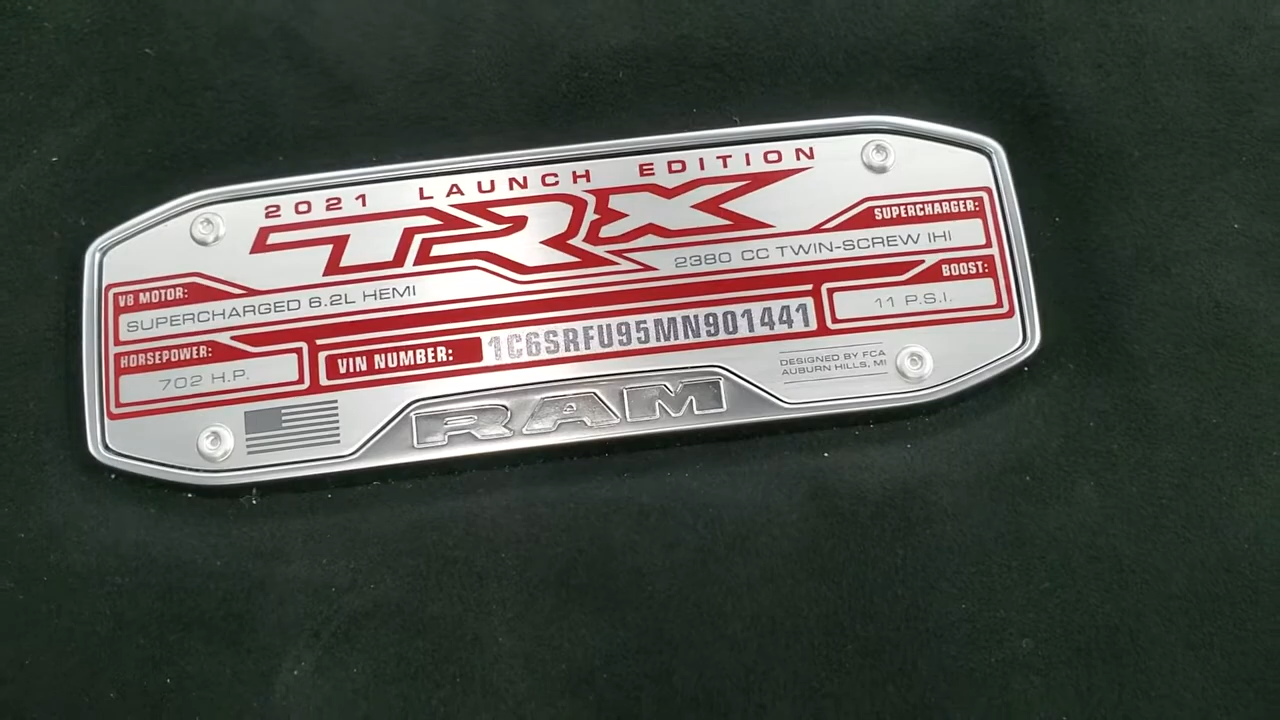 2021 LAUNCH EDITION
TRX
SUPERCHARGER:
2380 CC TWIN-SCREW IHI
V8 MOTOR:
SUPERCHARGED 6.2L HEMI
BOOST:
11 P.S.I.
HORSEPOWER:
702 H.P.
VIN NUMBER: 1C6SRFU95MN901441
DESIGNED BY FCA
AUBURN HILLS, MI
RAM